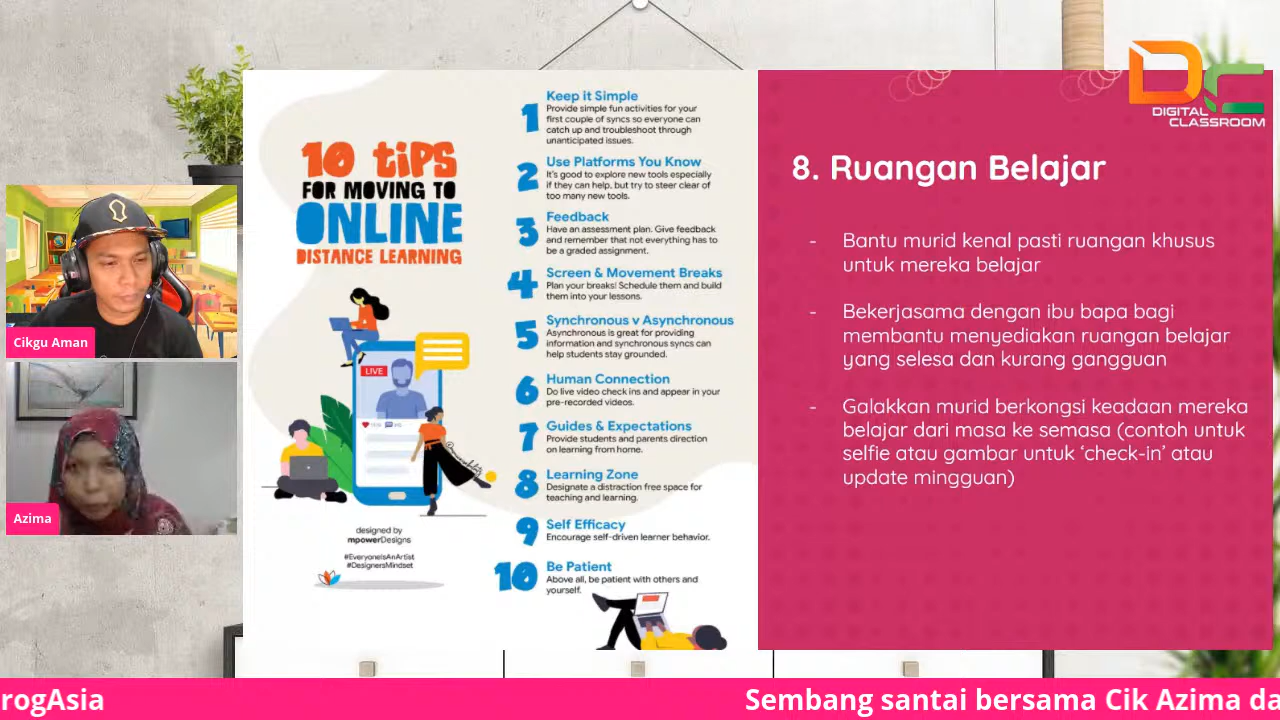 DIGITAL
CLASSROOM
10 tiPS
FOR MOVING TO
ONLINE
DISTANCE LEARNING
LIVE
designed by
mpowerDesigns
#EveryoneIsAnArtist
#DesignersMindset
1
Keep it Simple
Provide simple fun activities for your
first couple of syncs so everyone can
catch up and troubleshoot through
unanticipated issues.
2
Use Platforms You Know
It's good to explore new tools especially
if they can help, but try to steer clear of
too many new tools.
3
Feedback
Have an assessment plan. Give feedback
and remember that not everything has to
be a graded assignment.
4
Screen & Movement Breaks
Plan your breaks! Schedule them and build
them into your lessons.
5
Synchronous v Asynchronous
Asynchronous is great for providing
information and synchronous syncs can
help students stay grounded.
6
Human Connection
Do live video check ins and appear in your
pre-recorded videos.
7
Guides & Expectations
Provide students and parents direction
on learning from home.
8
Learning Zone
Designate a distraction free space for
teaching and learning.
9
Self Efficacy
Encourage self-driven learner behavior.
10
Be Patient
Above all, be patient with others and
yourself.
8. Ruangan Belajar
- Bantu murid kenal pasti ruangan khusus
untuk mereka belajar
- Bekerjasama dengan ibu bapa bagi
membantu menyediakan ruangan belajar
yang selesa dan kurang gangguan
- Galakkan murid berkongsi keadaan mereka
belajar dari masa ke semasa (contoh untuk
selfie atau gambar untuk 'check-in' atau
update mingguan)
Cikgu Aman
Azima
rogAsia
Sembang santai bersama Cik Azima da